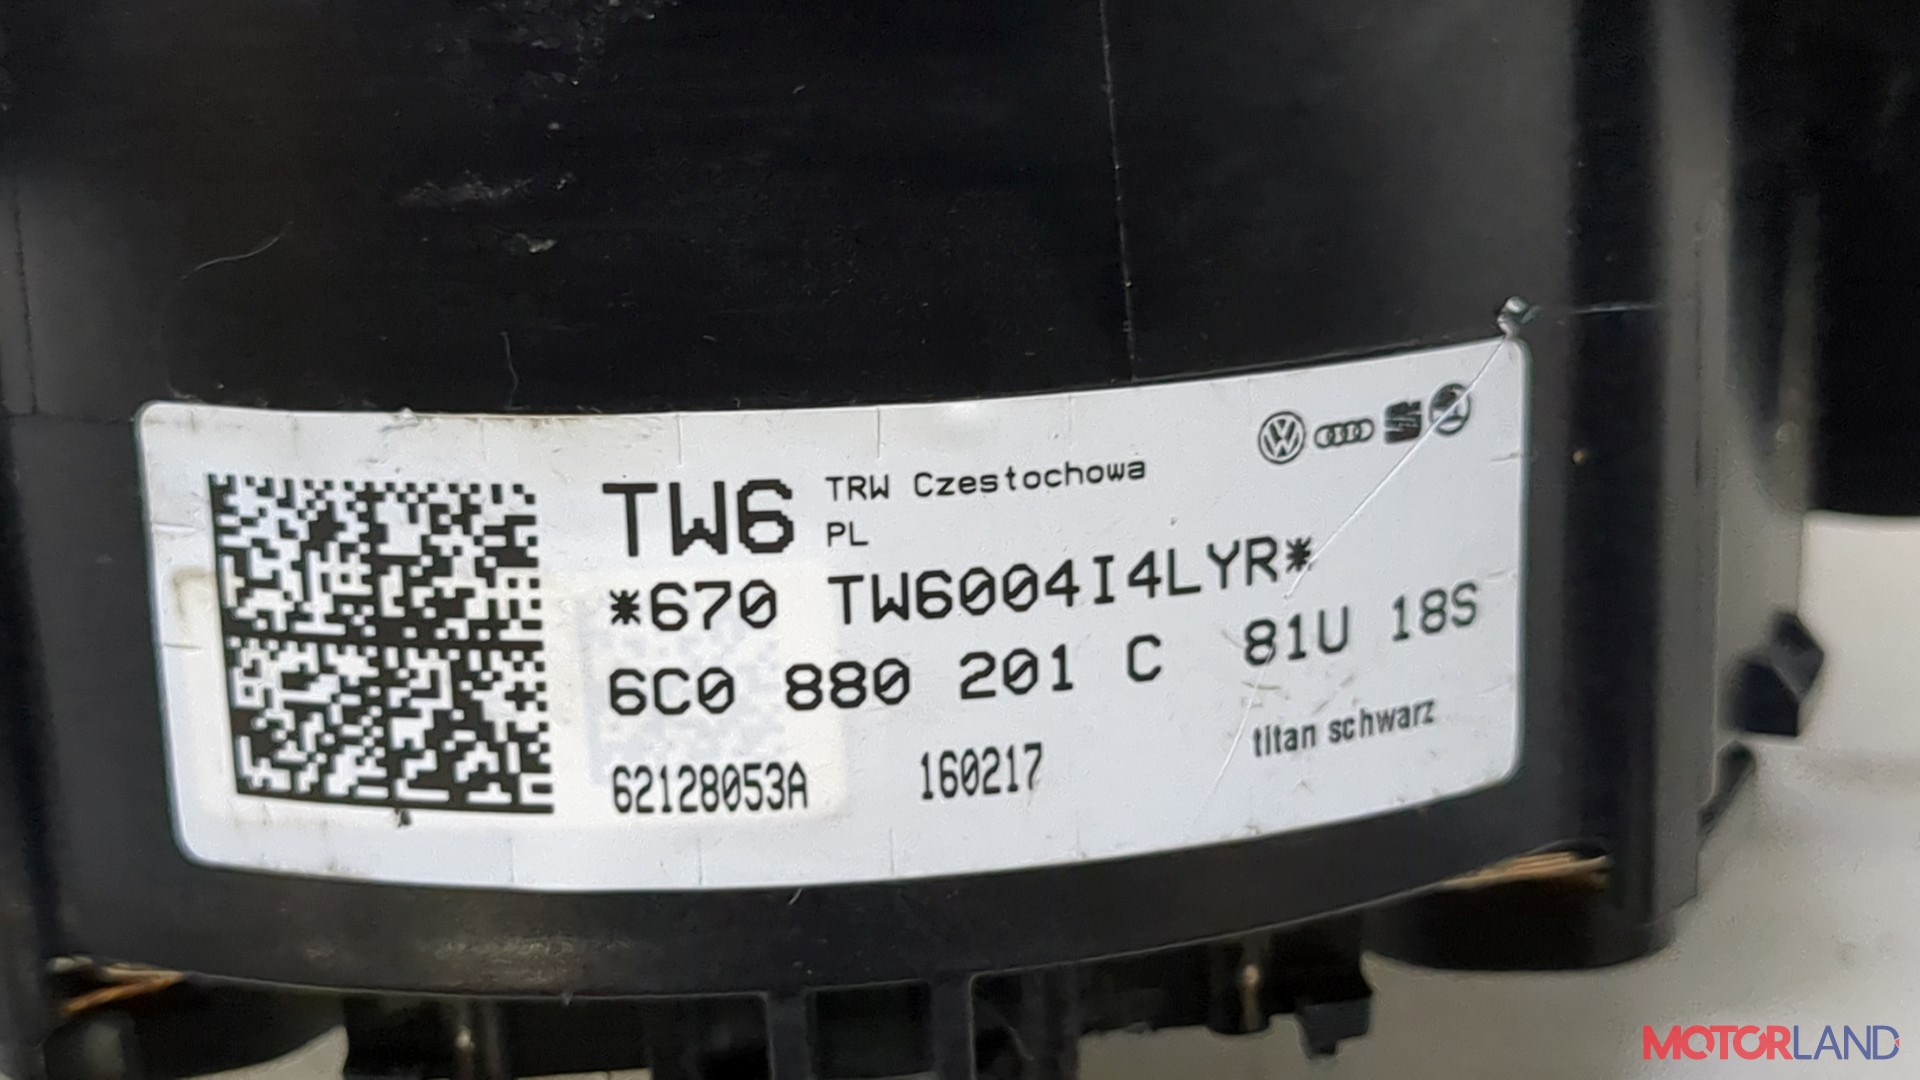 TW6 TRW Czestochowa
PL
*670 TW6004I4LYR*
6C0 880 201 C 81U 18S
62128053A 160217 titan schwarz
MOTORLAND